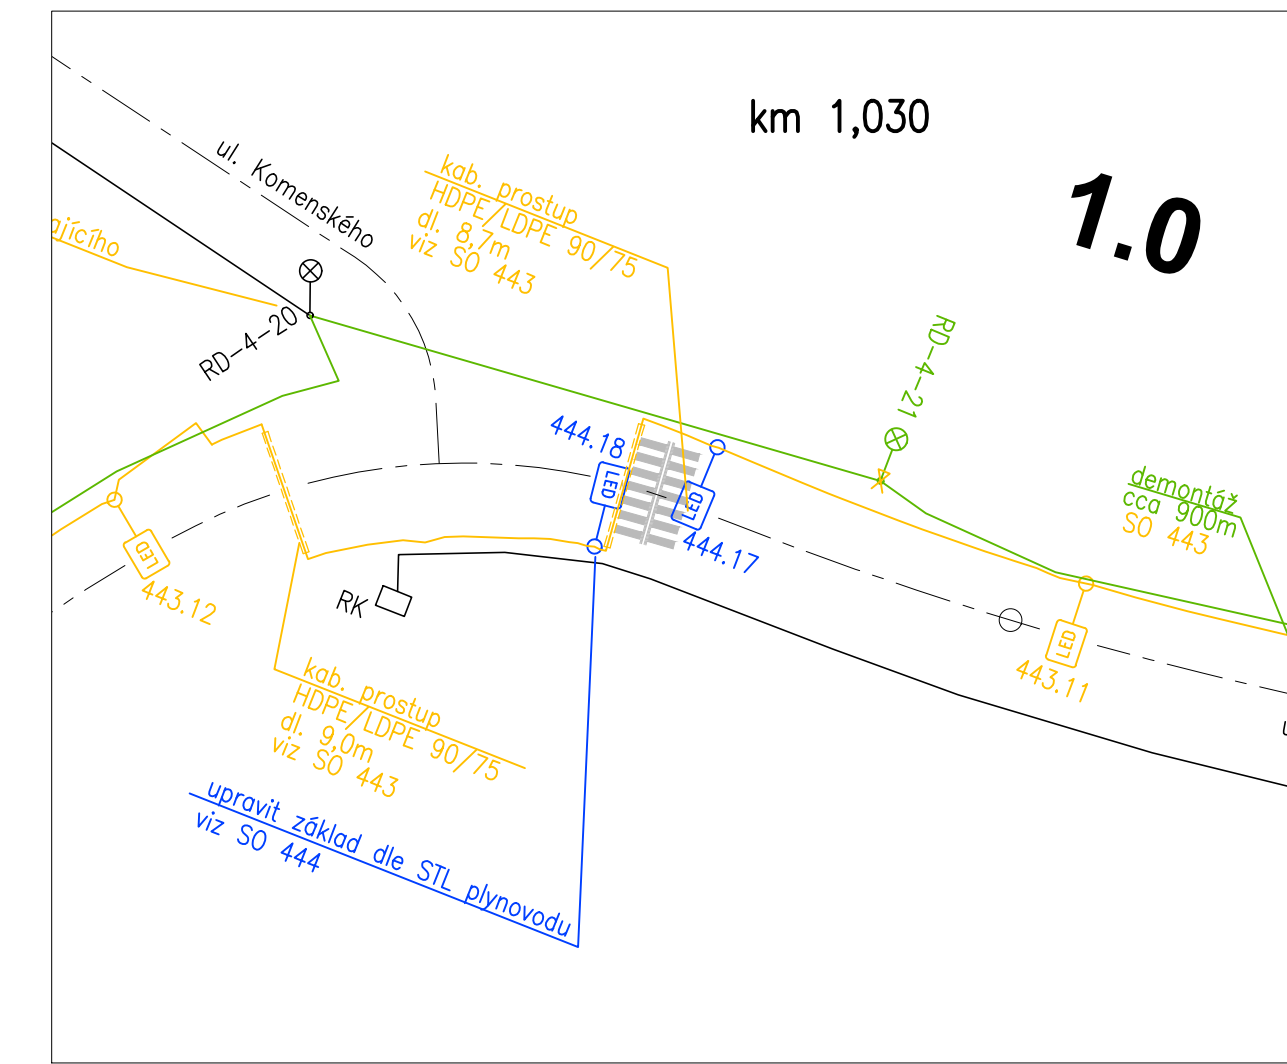 km 1,030
1.0
ul. Komenského
kab. prostup
HDPE/LDPE 90/75
dl. 8,7m
viz SO 443
ajícího
RD-4-20
RD-4-21
444.18
LED
LED
444.17
demontáž
cca 900m
SO 443
LED
443.12
RK
LED
443.11
kab. prostup
HDPE/LDPE 90/75
dl. 9,0m
viz SO 443
upravit základ dle STL plynovodu
viz SO 444